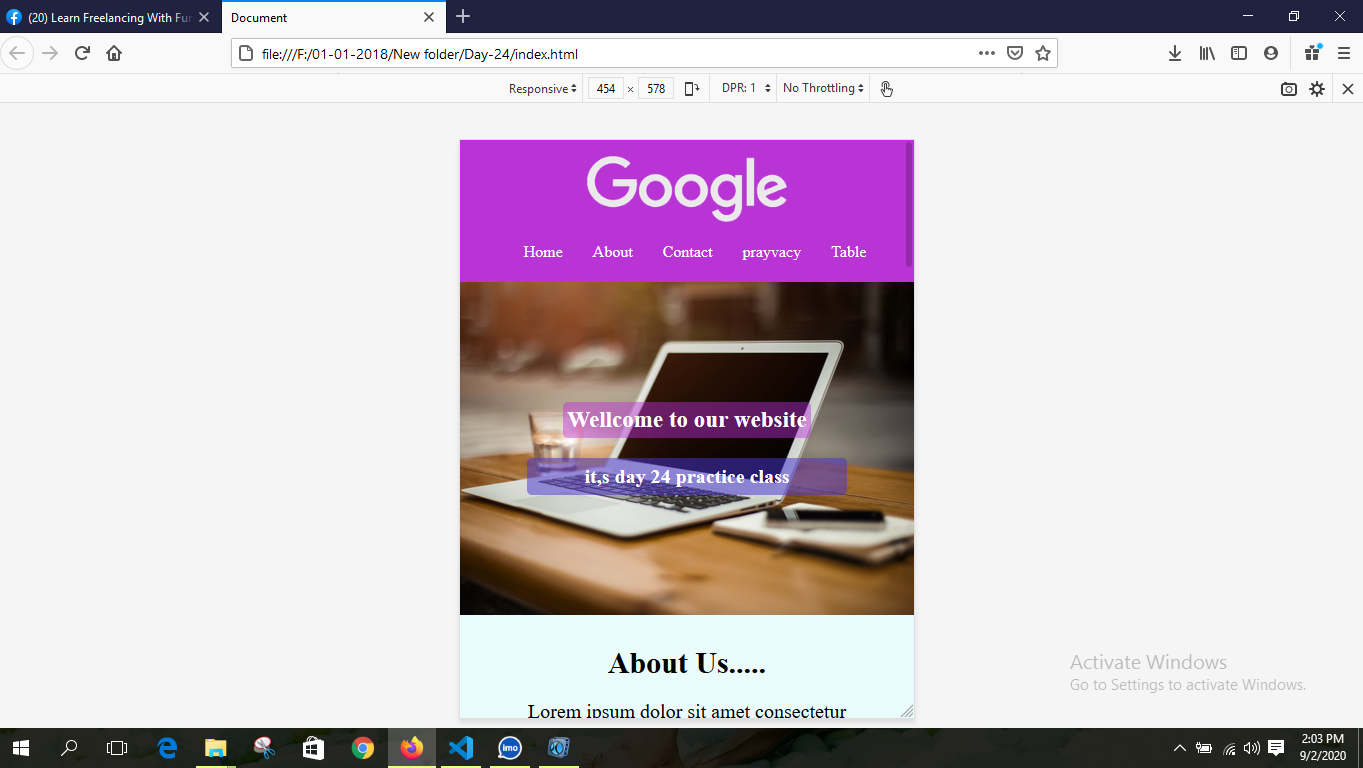 (20) Learn Freelancing With Fun
Document
file:///F:/01-01-2018/New folder/Day-24/index.html
Responsive 454 × 578 DPR: 1 No Throttling
Google
Home About Contact prayvacy Table
Wellcome to our website
it,s day 24 practice class
About Us.....
Lorem ipsum dolor sit amet consectetur
Activate Windows
Go to Settings to activate Windows.
imo
2:03 PM
9/2/2020